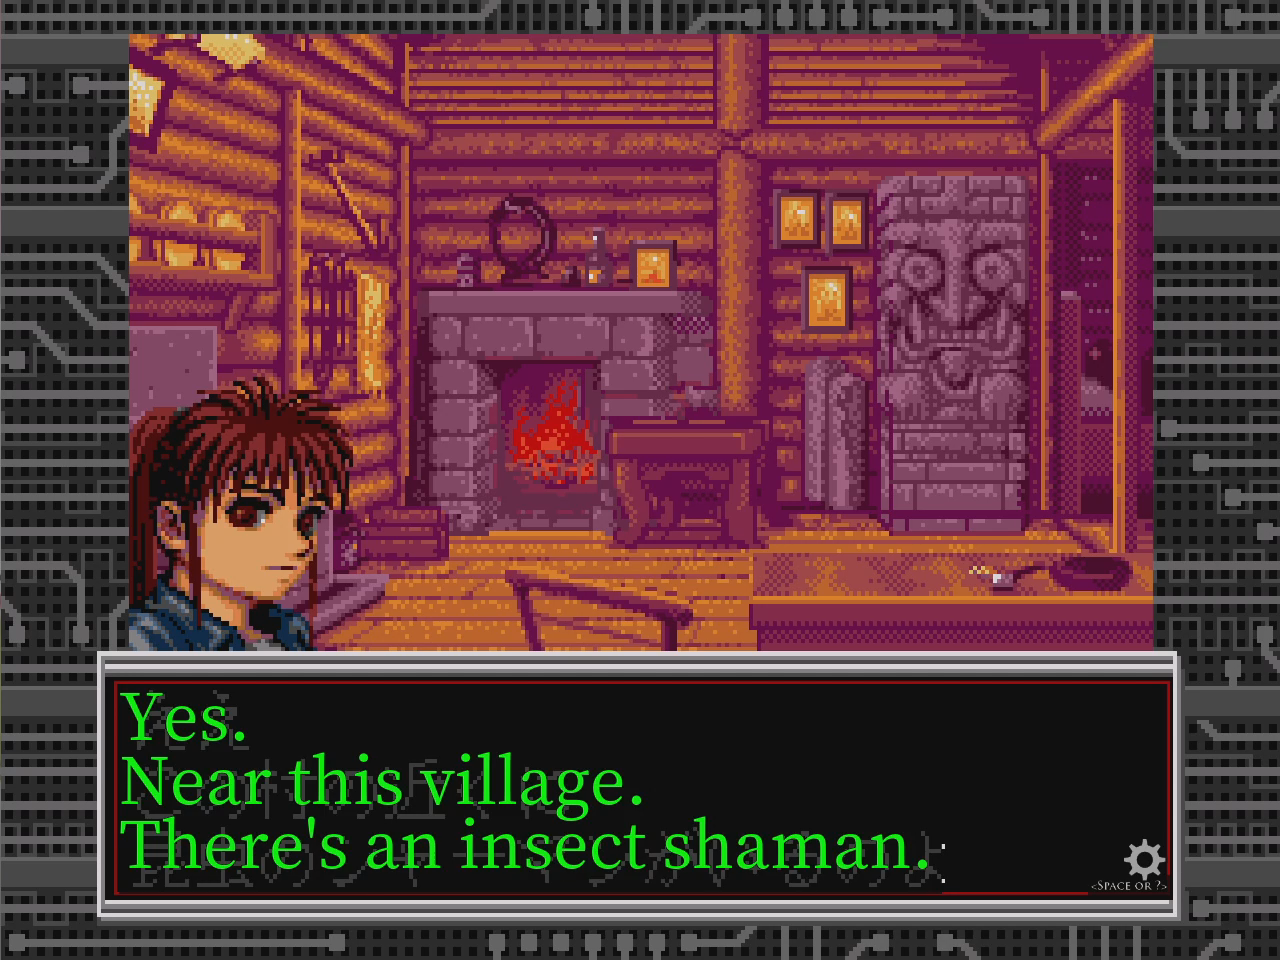 Yes.
Near this village.
There's an insect shaman.
<Space or ?>